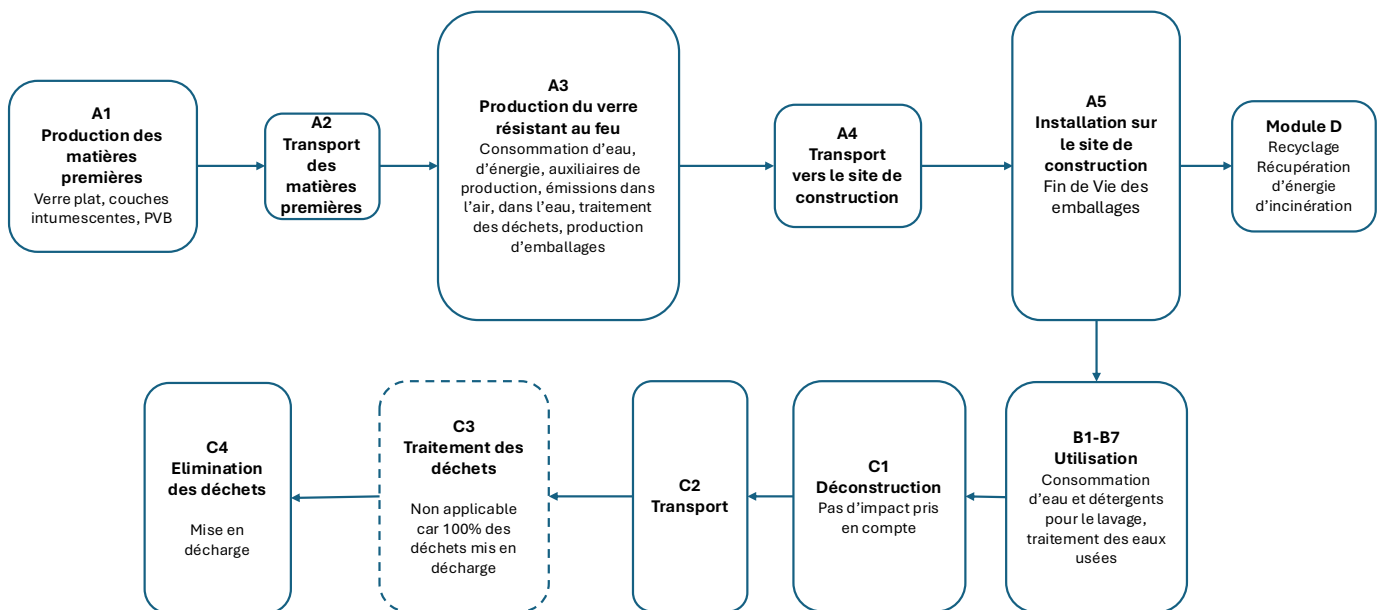 A1
Production des
matières
premières
Verre plat, couches
intumescentes, PVB
A2
Transport
des
matières
premières
A3
Production du verre
résistant au feu
Consommation d'eau,
d'énergie, auxiliaires de
production, émissions dans
l'air, dans l'eau, traitement
des déchets, production
d'emballages
A4
Transport
vers le site de
construction
A5
Installation sur
le site de
construction
Fin de Vie des
emballages
Module D
Recyclage
Récupération
d'énergie
d'incinération
C4
Elimination
des déchets
Mise en
décharge
C3
Traitement des
déchets
Non applicable
car 100% des
déchets mis en
décharge
C2
Transport
C1
Déconstruction
Pas d'impact pris
en compte
B1-B7
Utilisation
Consommation
d'eau et détergents
pour le lavage,
traitement des eaux
usées